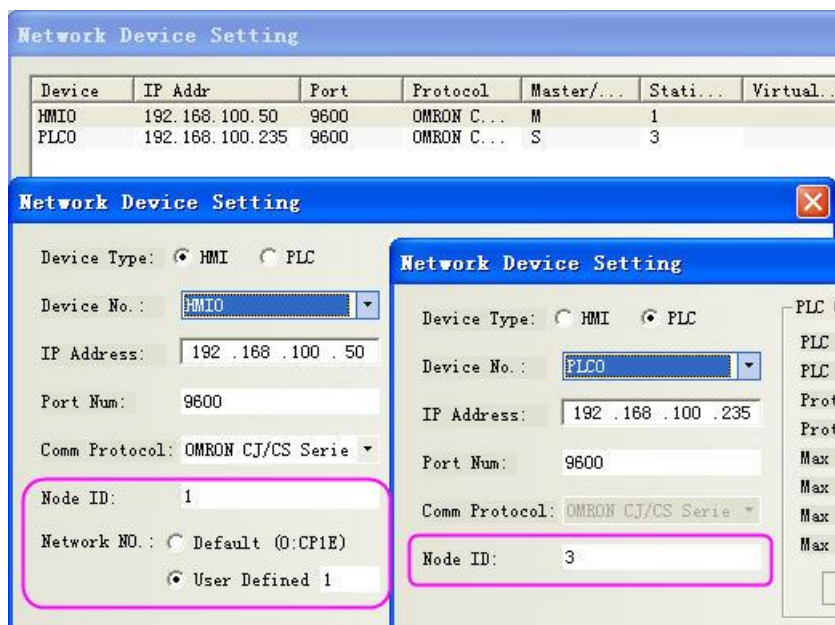 Network Device Setting
Device IP Addr Port Protocol Master/... Stati... Virtual...
HMI0 192.168.100.50 9600 OMRON C... M 1
PLC0 192.168.100.235 9600 OMRON C... S 3
Network Device Setting
Device Type: HMI PLC
Device No.: HMI0
IP Address: 192 .168 .100 . 50
Port Num: 9600
Comm Protocol: OMRON CJ/CS Serie
Node ID: 1
Network NO.: Default (0:CP1E)
User Defined 1
Network Device Setting
Device Type: HMI PLC
Device No.: PLC0
IP Address: 192 .168 .100 .235
Port Num: 9600
Comm Protocol: OMRON CJ/CS Serie
Node ID: 3
PLC
PLC
PLC
Prot
Prot
Max
Max
Max
Max